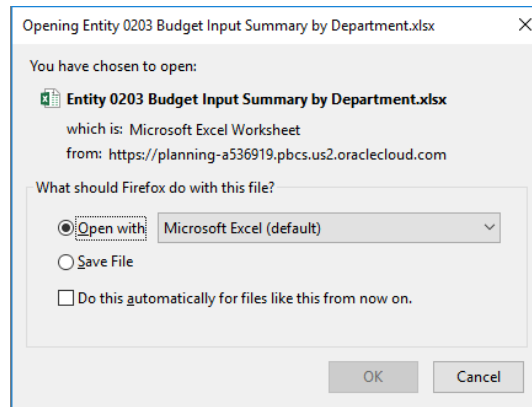 Opening Entity 0203 Budget Input Summary by Department.xlsx
You have chosen to open:
Entity 0203 Budget Input Summary by Department.xlsx
which is: Microsoft Excel Worksheet
from: https://planning-a536919.pbcs.us2.oraclecloud.com
What should Firefox do with this file?
Open with Microsoft Excel (default)
Save File
Do this automatically for files like this from now on.
OK Cancel